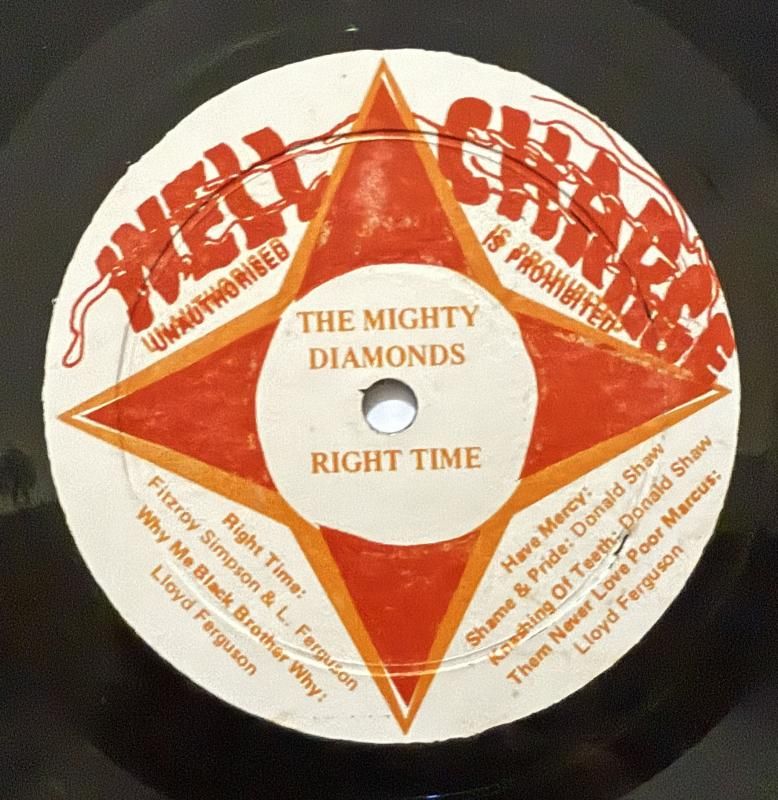 WELL CHARGE
UNAUTHORISED
IS PROHIBITED
THE MIGHTY
DIAMONDS
RIGHT TIME
Right Time:
Fitzroy Simpson & L. Ferguson
Why Me Black Brother Why:
Lloyd Ferguson
Have Mercy:
Shame & Pride: Donald Shaw
Knashing Of Teeth: Donald Shaw
Them Never Love Poor Marcus:
Lloyd Ferguson